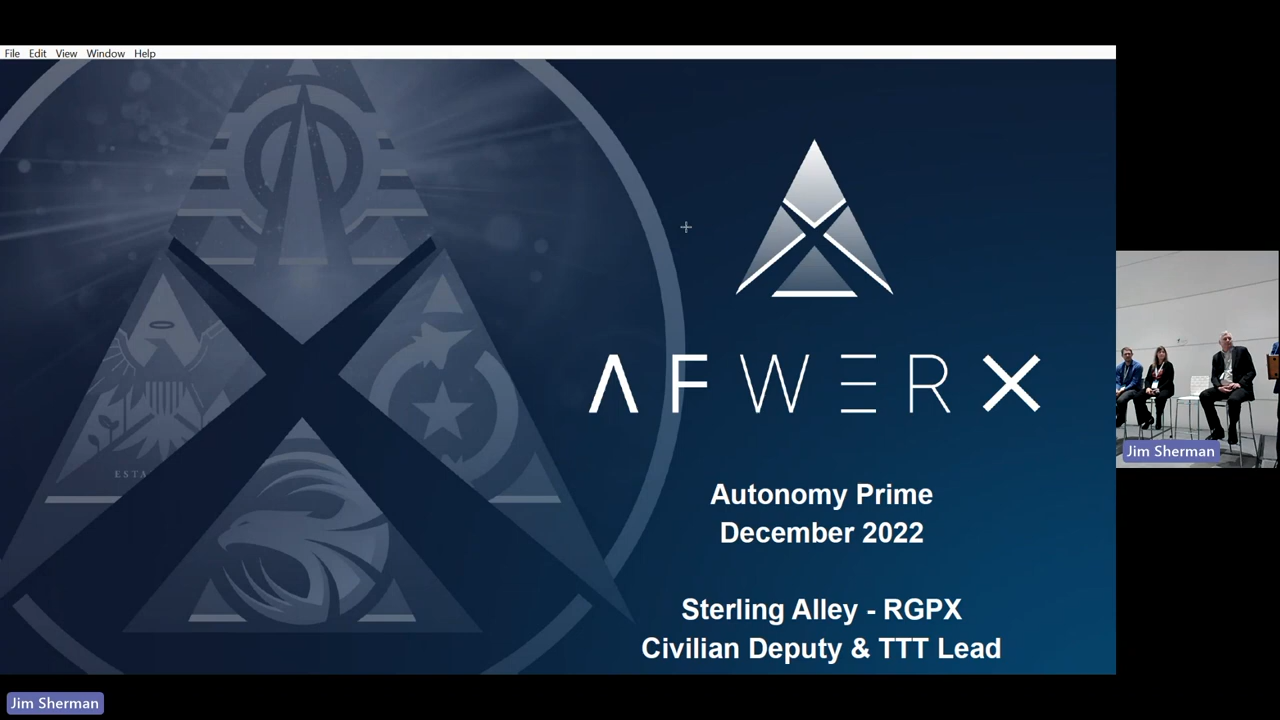 File Edit View Window Help
ESTA
AFWERX
Autonomy Prime
December 2022
Sterling Alley - RGPX
Civilian Deputy & TTT Lead
Jim Sherman
Jim Sherman